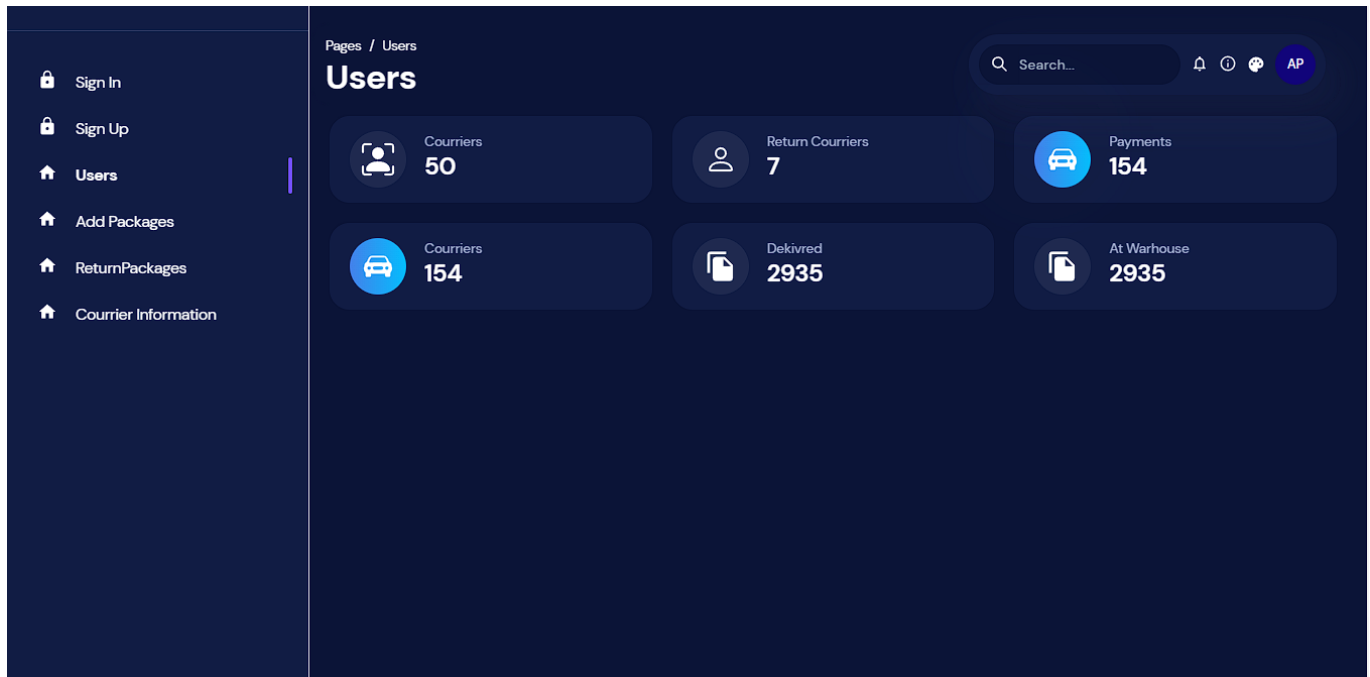 Sign In
Sign Up
Users
Add Packages
ReturnPackages
Courrier Information
Pages / Users
Users
Search...
AP
Courriers
50
Return Courriers
7
Payments
154
Courriers
154
Dekivred
2935
At Warhouse
2935